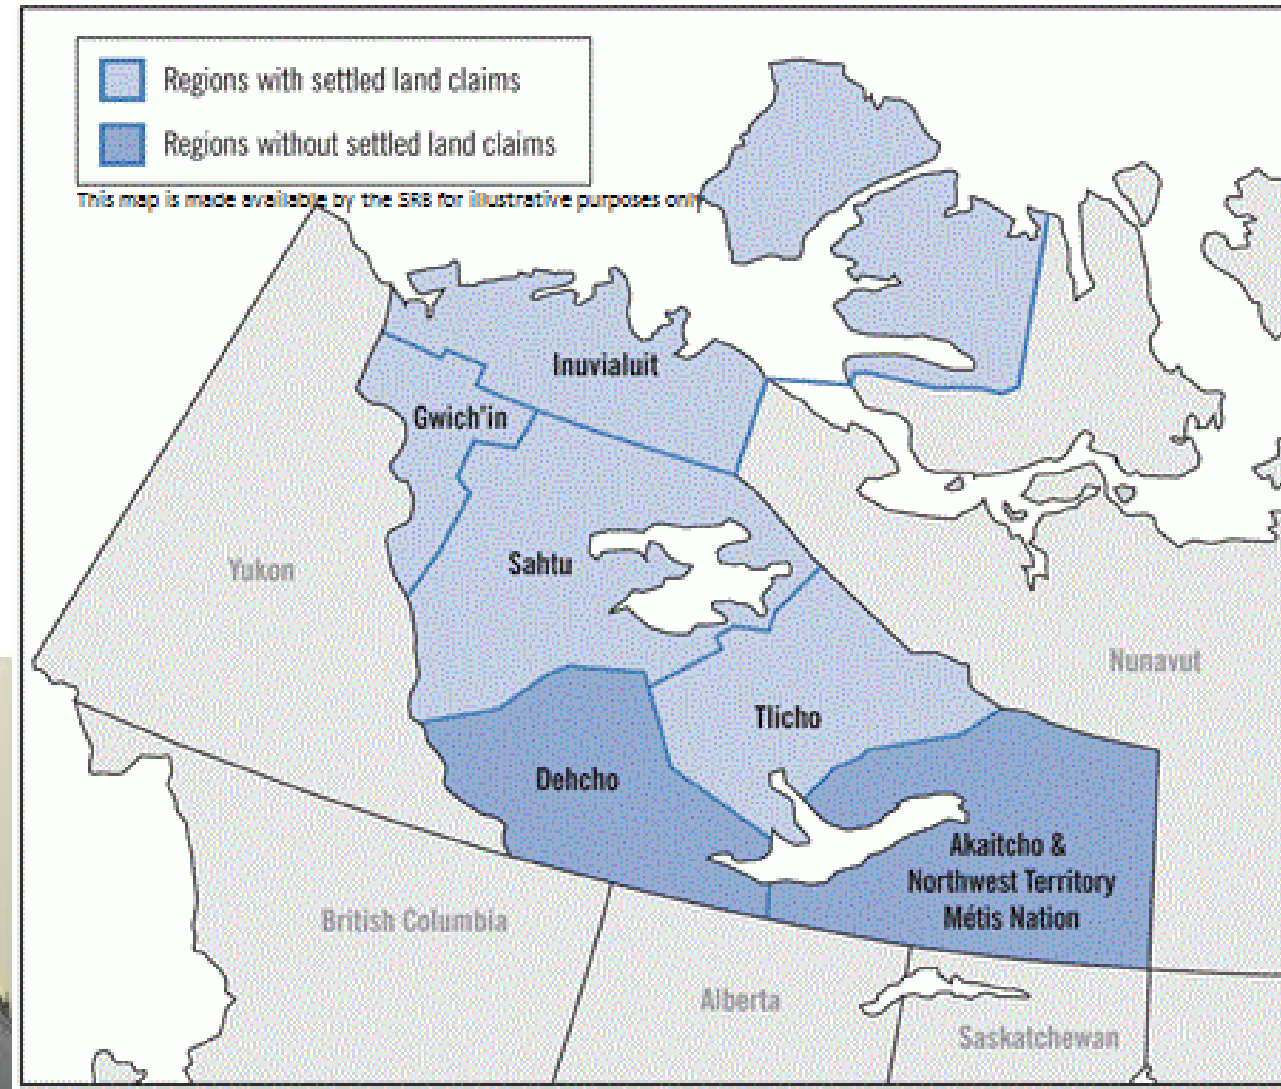 Regions with settled land claims
Regions without settled land claims
This map is made available by the SRB for illustrative purposes only
Inuvialuit
Gwich'in
Sahtu
Yukon
Nunavut
Tlicho
Dehcho
Akaitcho &
Northwest Territory
Métis Nation
British Columbia
Alberta
Saskatchewan